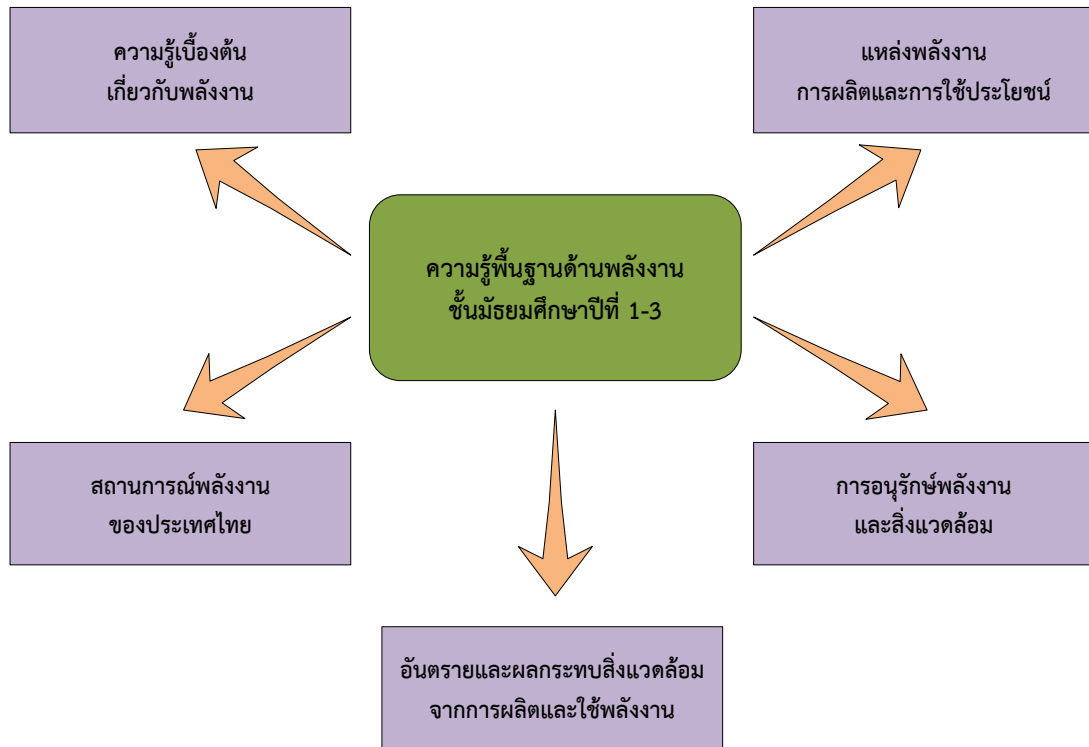 ความรู้เบื้องต้น
เกี่ยวกับพลังงาน
แหล่งพลังงาน
การผลิตและการใช้ประโยชน์
ความรู้พื้นฐานด้านพลังงาน
ชั้นมัธยมศึกษาปีที่ 1-3
สถานการณ์พลังงาน
ของประเทศไทย
การอนุรักษ์พลังงาน
และสิ่งแวดล้อม
อันตรายและผลกระทบสิ่งแวดล้อม
จากการผลิตและใช้พลังงาน